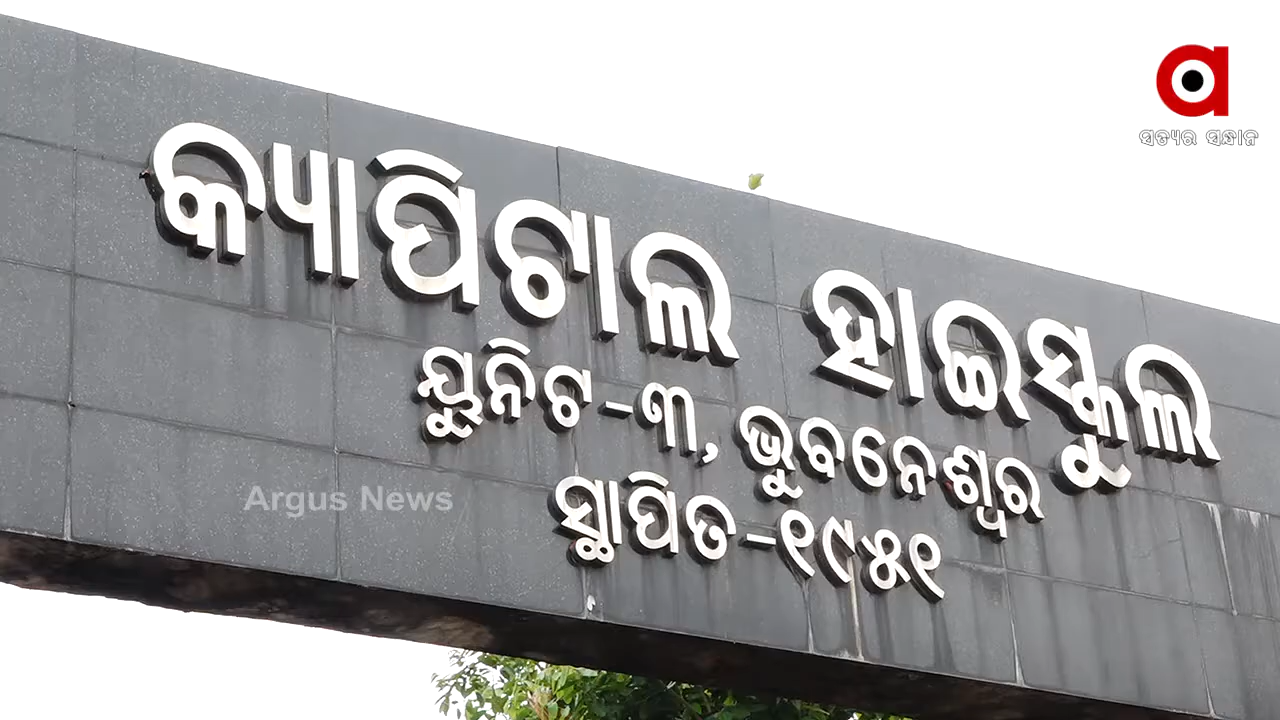 କ୍ୟାପିଟାଲ ହାଇସ୍କୁଲ
ୟୁନିଟ-୩, ଭୁବନେଶ୍ୱର
ସ୍ଥାପିତ-୧୯୫୧
Argus News
ସତ୍ୟର ସନ୍ଧାନ